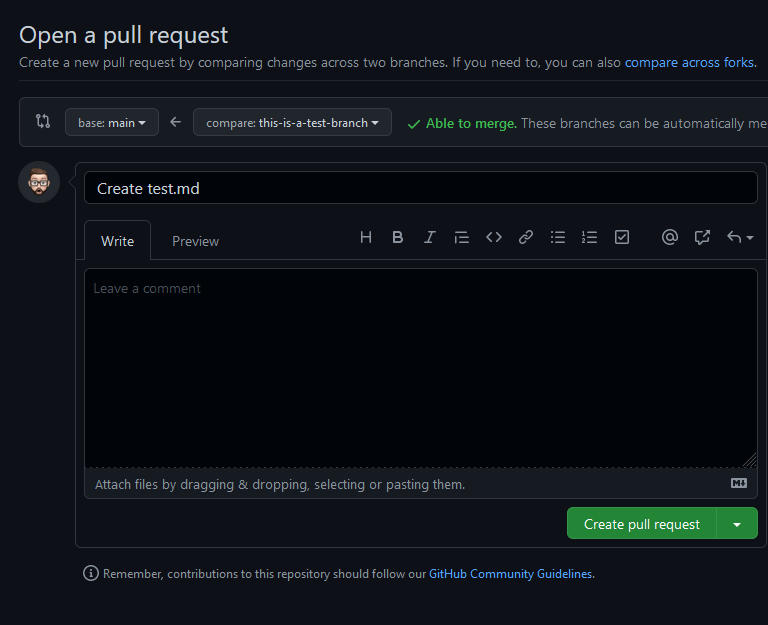 Open a pull request
Create a new pull request by comparing changes across two branches. If you need to, you can also compare across forks.
base: main compare: this-is-a-test-branch Able to merge. These branches can be automatically me
Create test.md
Write Preview
Leave a comment
Attach files by dragging & dropping, selecting or pasting them.
Create pull request
Remember, contributions to this repository should follow our GitHub Community Guidelines.